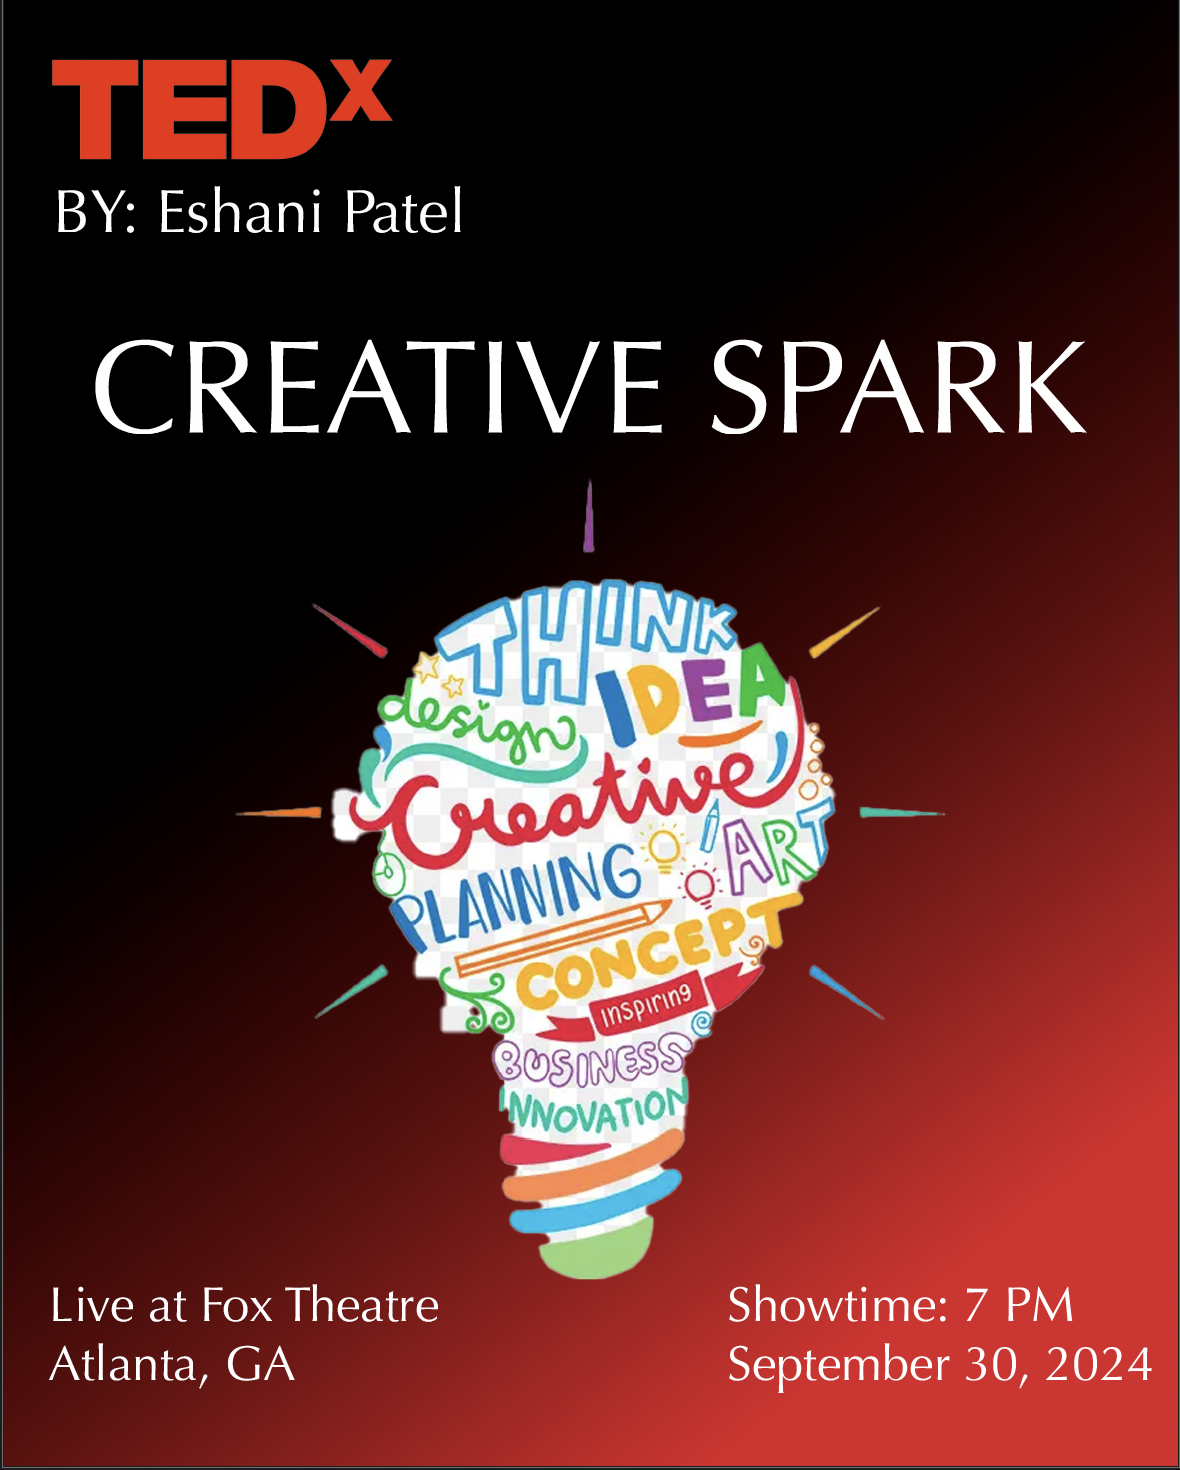 TEDx
BY: Eshani Patel
CREATIVE SPARK
THINK
IDEA
design
Creative
ART
PLANNING
CONCEPT
Inspiring
BUSINESS
INNOVATION
Live at Fox Theatre
Atlanta, GA
Showtime: 7 PM
September 30, 2024